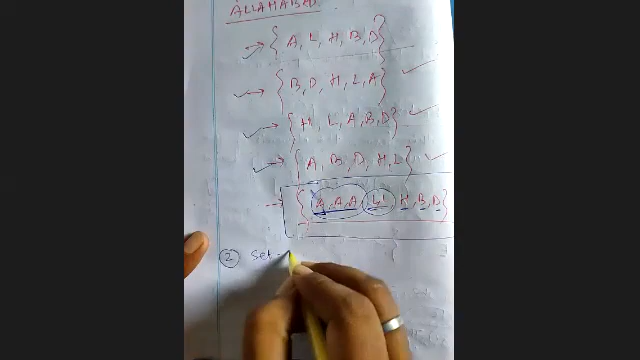 ALLAHABAD.
→ { A, L, H, B, D }
→ { B, D, H, L, A } ✓
→ { H, L, A, B, D } ✓
→ { A, B, D, H, L } ✓
→ { A, A, A, L, L, H, B, D }
② Set -